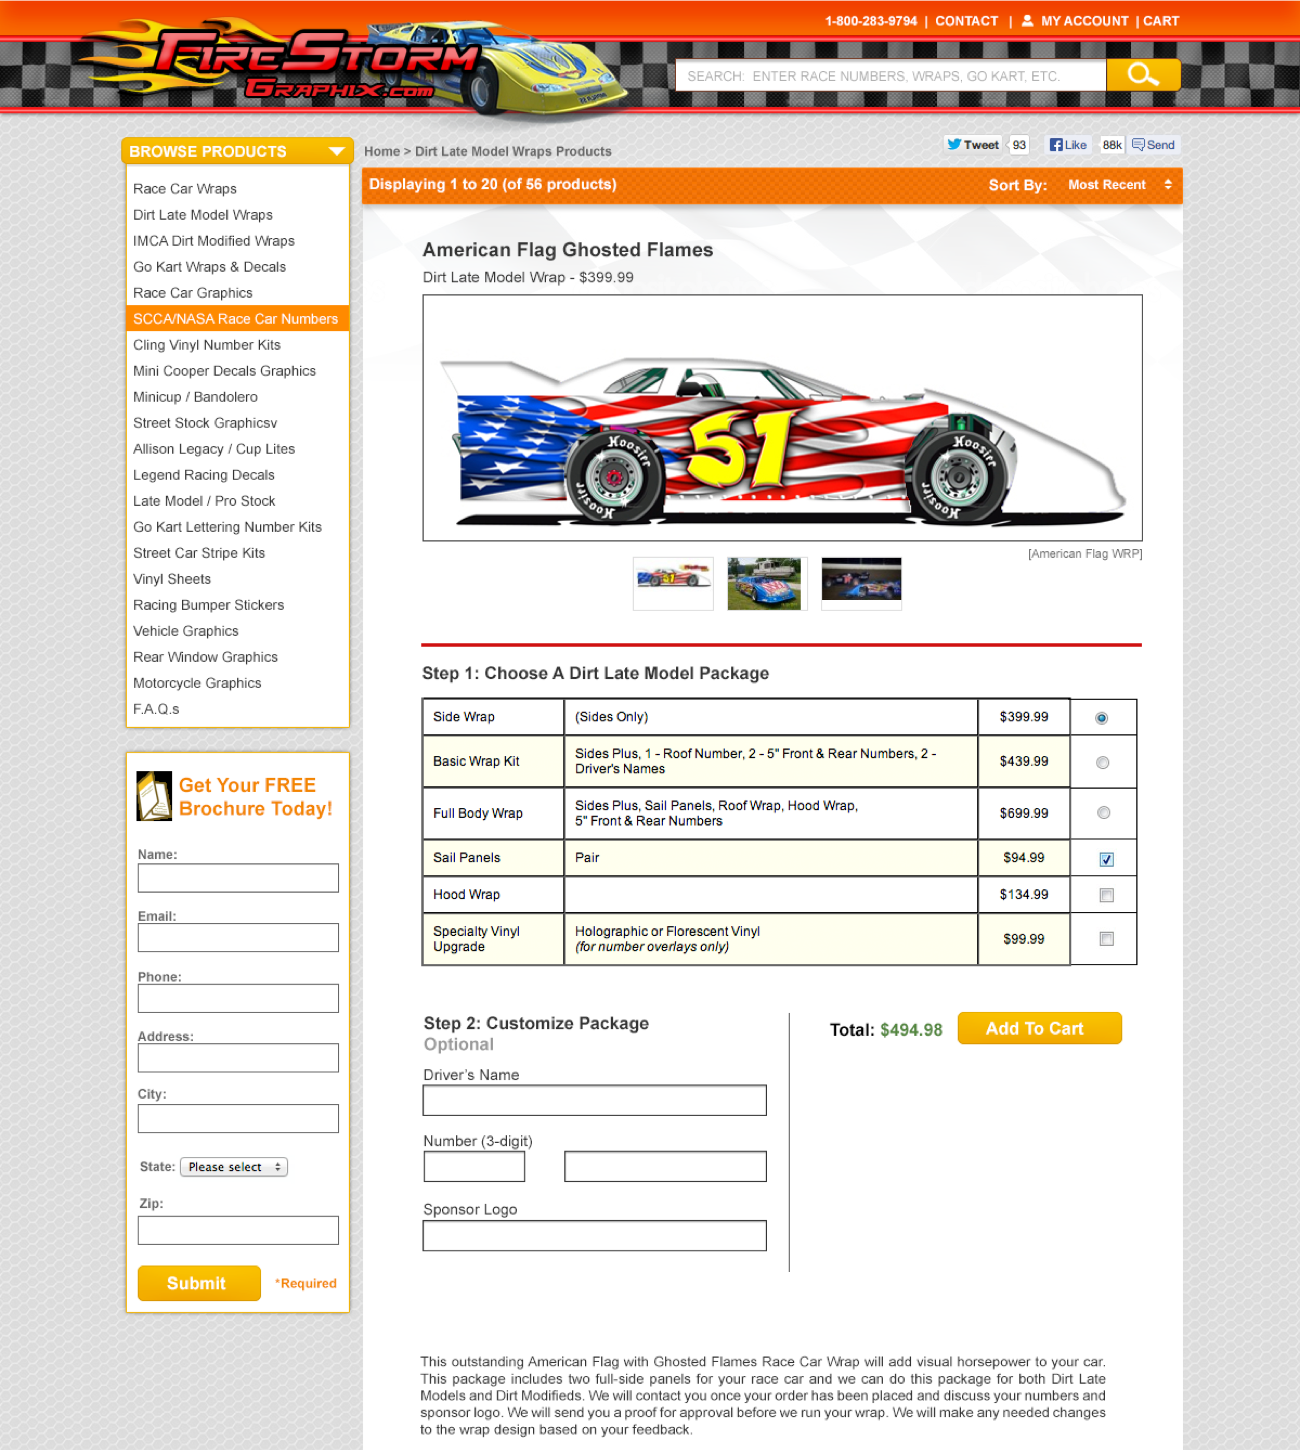 1-800-283-9794 | CONTACT | MY ACCOUNT | CART
FireStorm
Graphix.com
SEARCH: ENTER RACE NUMBERS, WRAPS, GO KART, ETC.
BROWSE PRODUCTS
Race Car Wraps
Dirt Late Model Wraps
IMCA Dirt Modified Wraps
Go Kart Wraps & Decals
Race Car Graphics
SCCA/NASA Race Car Numbers
Cling Vinyl Number Kits
Mini Cooper Decals Graphics
Minicup / Bandolero
Street Stock Graphicsv
Allison Legacy / Cup Lites
Legend Racing Decals
Late Model / Pro Stock
Go Kart Lettering Number Kits
Street Car Stripe Kits
Vinyl Sheets
Racing Bumper Stickers
Vehicle Graphics
Rear Window Graphics
Motorcycle Graphics
F.A.Q.s
Get Your FREE
Brochure Today!
Name:
Email:
Phone:
Address:
City:
State: Please select
Zip:
Submit *Required
Home > Dirt Late Model Wraps Products
Tweet 93 Like 88k Send
Displaying 1 to 20 (of 56 products) Sort By: Most Recent
American Flag Ghosted Flames
Dirt Late Model Wrap - $399.99
51
Hoosier
Hoosier
Hoosier
Hoosier
[American Flag WRP]
51
Step 1: Choose A Dirt Late Model Package
Side Wrap (Sides Only) $399.99
Basic Wrap Kit Sides Plus, 1 - Roof Number, 2 - 5" Front & Rear Numbers, 2 -
Driver's Names $439.99
Full Body Wrap Sides Plus, Sail Panels, Roof Wrap, Hood Wrap,
5" Front & Rear Numbers $699.99
Sail Panels Pair $94.99
Hood Wrap $134.99
Specialty Vinyl
Upgrade Holographic or Florescent Vinyl
(for number overlays only) $99.99
Step 2: Customize Package
Optional
Driver's Name
Number (3-digit)
Sponsor Logo
Total: $494.98 Add To Cart
This outstanding American Flag with Ghosted Flames Race Car Wrap will add visual horsepower to your car.
This package includes two full-side panels for your race car and we can do this package for both Dirt Late
Models and Dirt Modifieds. We will contact you once your order has been placed and discuss your numbers and
sponsor logo. We will send you a proof for approval before we run your wrap. We will make any needed changes
to the wrap design based on your feedback.